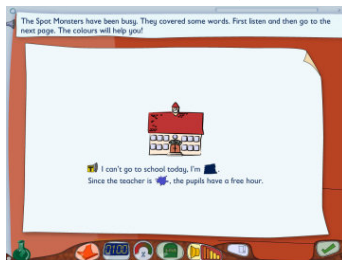 The Spot Monsters have been busy. They covered some words. First listen and then go to the
next page. The colours will help you!
I can't go to school today, I'm .
Since the teacher is , the pupils have a free hour.